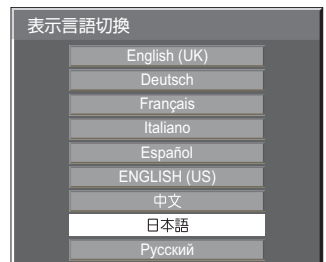 表示言語切換
English (UK)
Deutsch
Français
Italiano
Español
ENGLISH (US)
中文
日本語
Русский